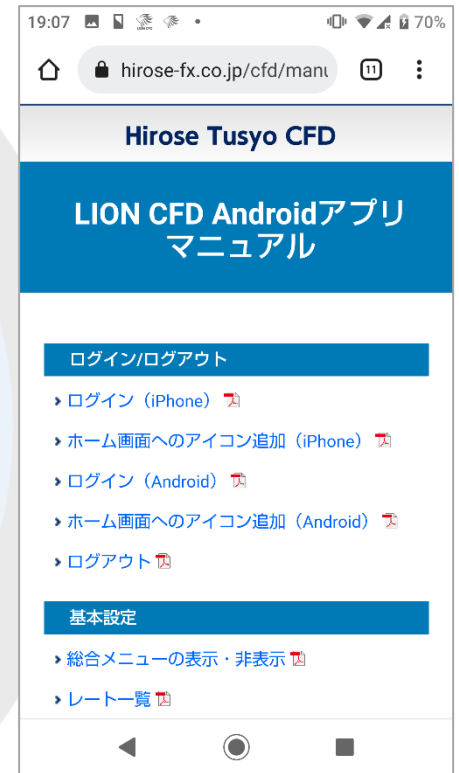 19:07 70%
hirose-fx.co.jp/cfd/manu 11
Hirose Tusyo CFD
LION CFD Androidアプリ
マニュアル
ログイン/ログアウト
ログイン（iPhone）
ホーム画面へのアイコン追加（iPhone）
ログイン（Android）
ホーム画面へのアイコン追加（Android）
ログアウト
基本設定
総合メニューの表示・非表示
レート一覧